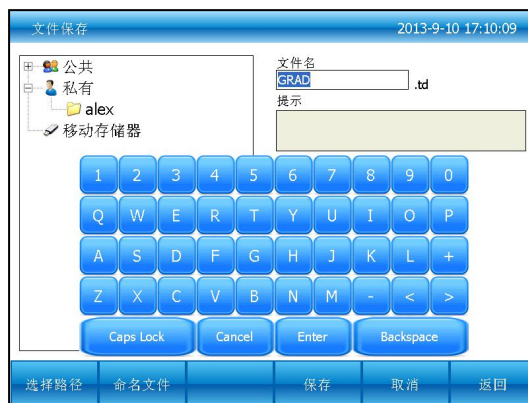 文件保存 2013-9-10 17:10:09
公共
私有
alex
移动存储器
文件名
GRAD .td
提示
1 2 3 4 5 6 7 8 9 0
Q W E R T Y U I O P
A S D F G H J K L +
Z X C V B N M - < >
Caps Lock Cancel Enter Backspace
选择路径 命名文件 保存 取消 返回